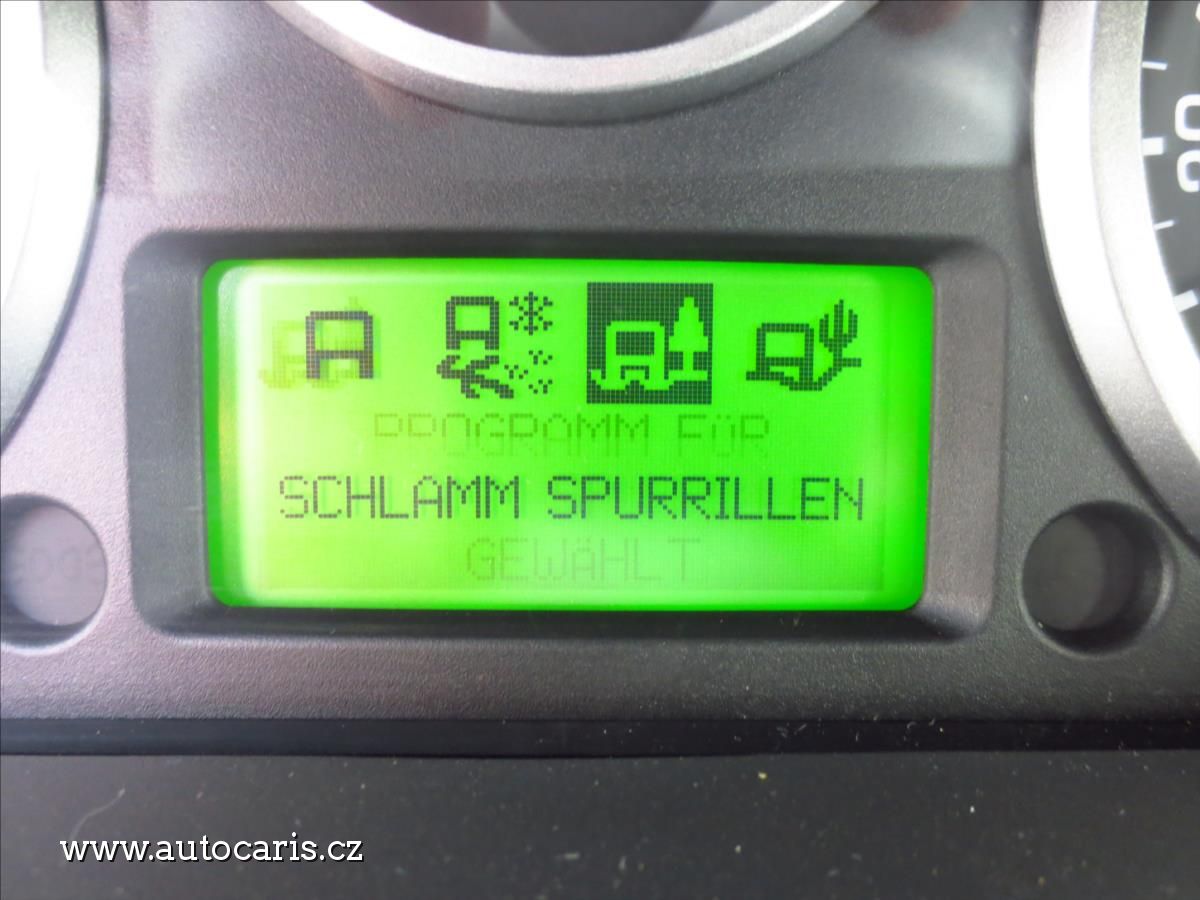 PROGRAMM FÜR
SCHLAMM SPURRILLEN
GEWÄHLT
www.autocaris.cz